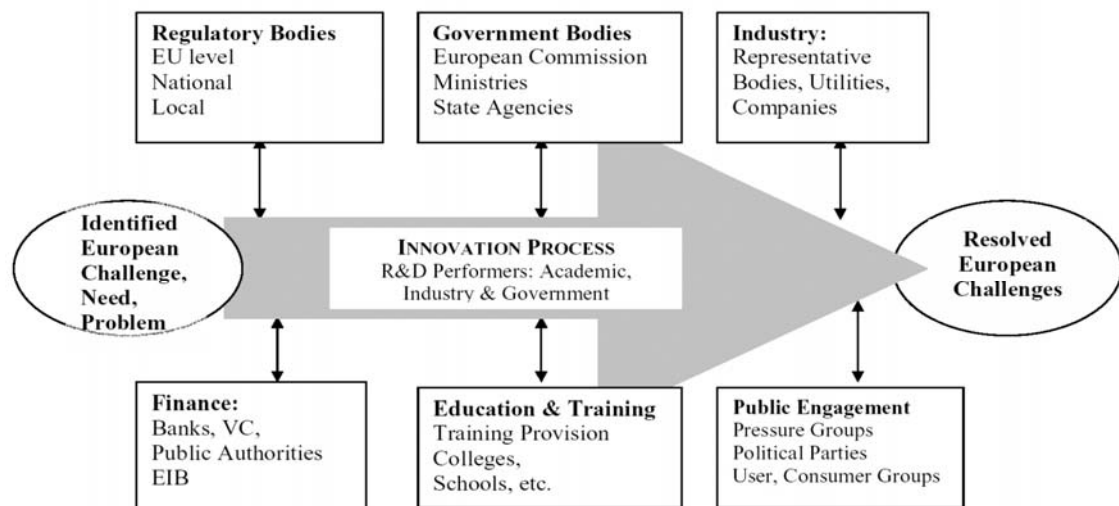 Regulatory Bodies
EU level
National
Local
Government Bodies
European Commission
Ministries
State Agencies
Industry:
Representative
Bodies, Utilities,
Companies
Identified
European
Challenge,
Need,
Problem
INNOVATION PROCESS
R&D Performers: Academic,
Industry & Government
Resolved
European
Challenges
Finance:
Banks, VC,
Public Authorities
EIB
Education & Training
Training Provision
Colleges,
Schools, etc.
Public Engagement
Pressure Groups
Political Parties
User, Consumer Groups